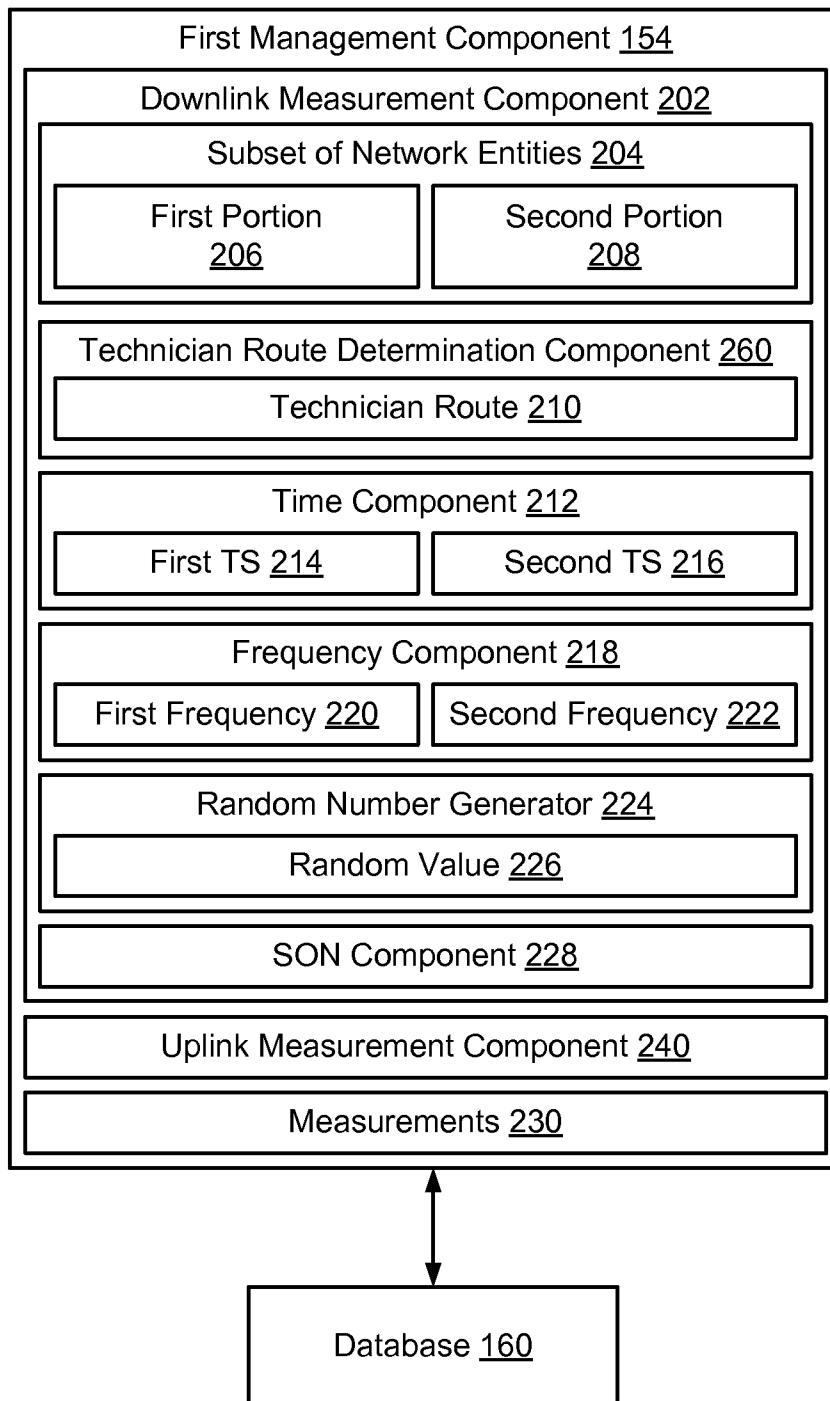 First Management Component 154
Downlink Measurement Component 202
Subset of Network Entities 204
First Portion
206
Second Portion
208
Technician Route Determination Component 260
Technician Route 210
Time Component 212
First TS 214
Second TS 216
Frequency Component 218
First Frequency 220
Second Frequency 222
Random Number Generator 224
Random Value 226
SON Component 228
Uplink Measurement Component 240
Measurements 230
Database 160